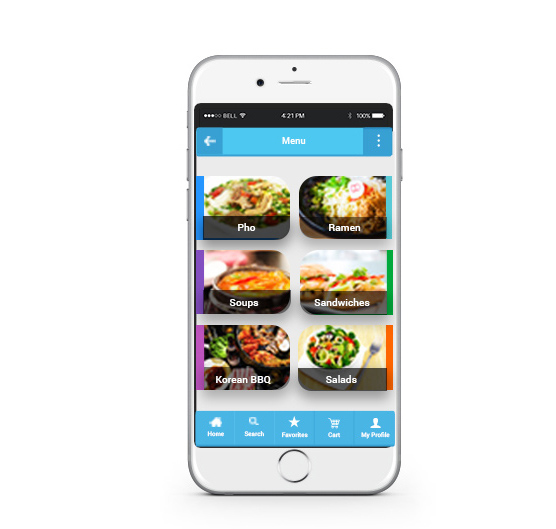 BELL 4:21 PM 100%
Menu
Pho Ramen
Soups Sandwiches
Korean BBQ Salads
Home Search Favorites Cart My Profile